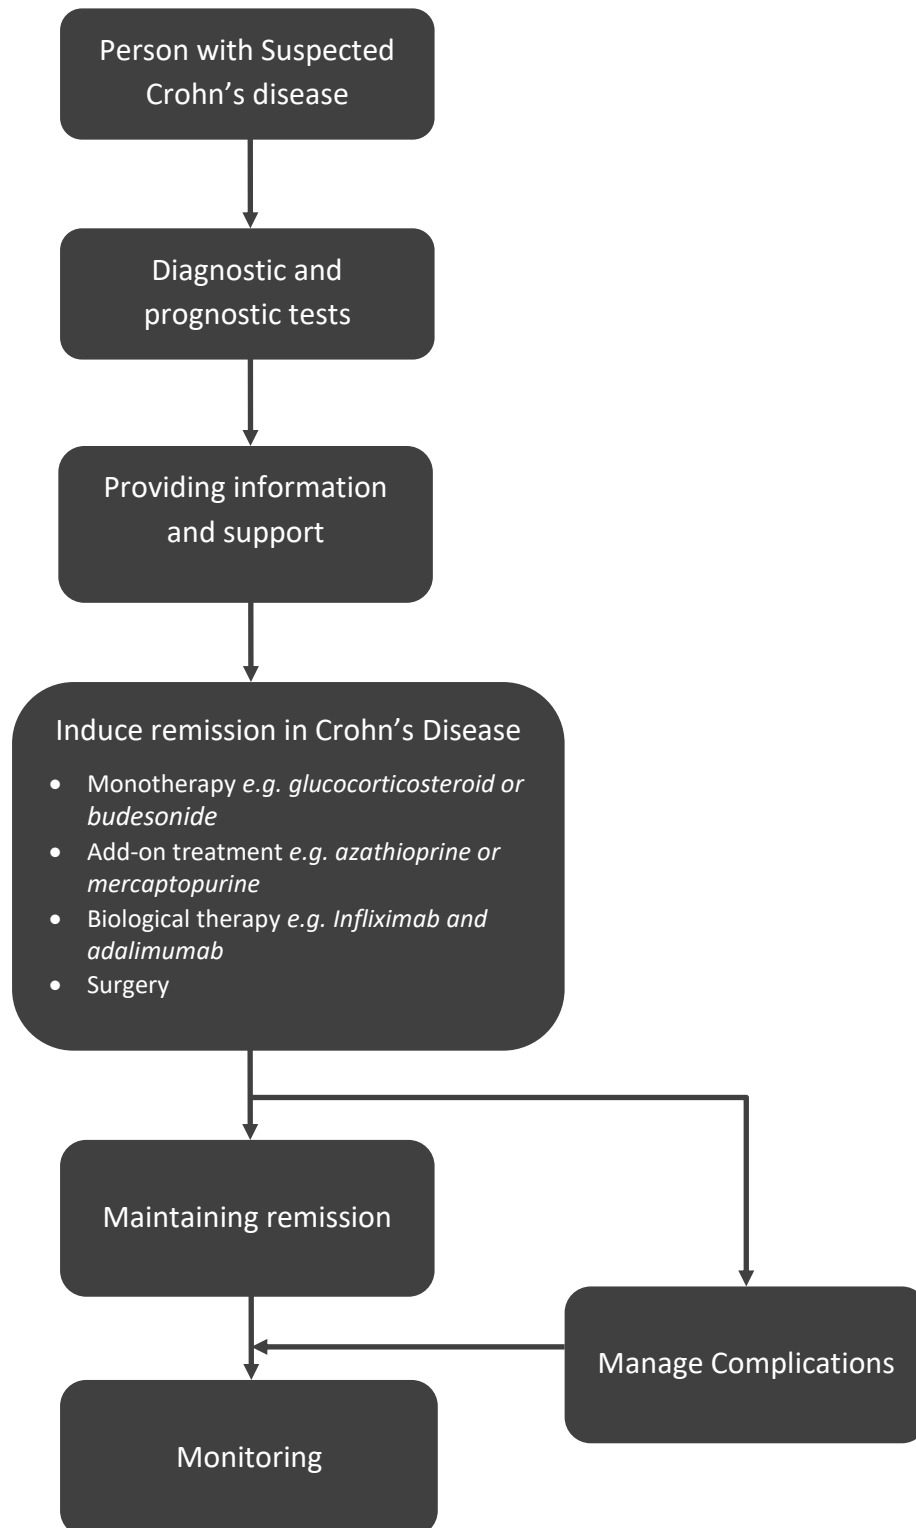 Person with Suspected
Crohn’s disease
Diagnostic and
prognostic tests
Providing information
and support
Induce remission in Crohn’s Disease
• Monotherapy e.g. glucocorticosteroid or
budesonide
• Add-on treatment e.g. azathioprine or
mercaptopurine
• Biological therapy e.g. Infliximab and
adalimumab
• Surgery
Maintaining remission
Manage Complications
Monitoring